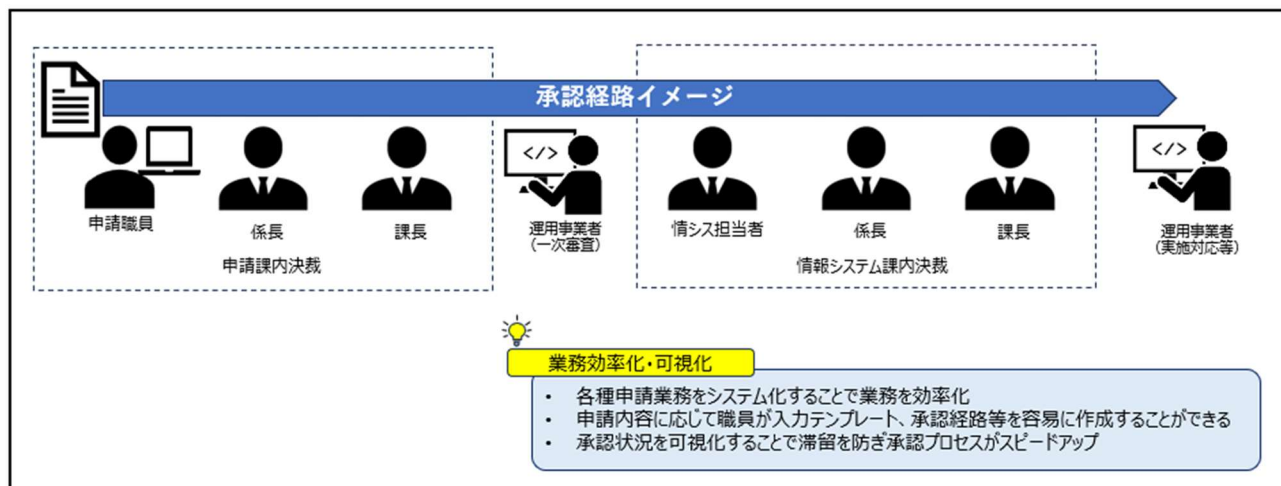 承認経路イメージ
</>
</>
申請職員
係長
課長
運用事業者
(一次審査)
情シス担当者
係長
課長
運用事業者
(実施対応等)
申請課内決裁
情報システム課内決裁
業務効率化・可視化
• 各種申請業務をシステム化することで業務を効率化
• 申請内容に応じて職員が入力テンプレート、承認経路等を容易に作成することができる
• 承認状況を可視化することで滞留を防ぎ承認プロセスがスピードアップ